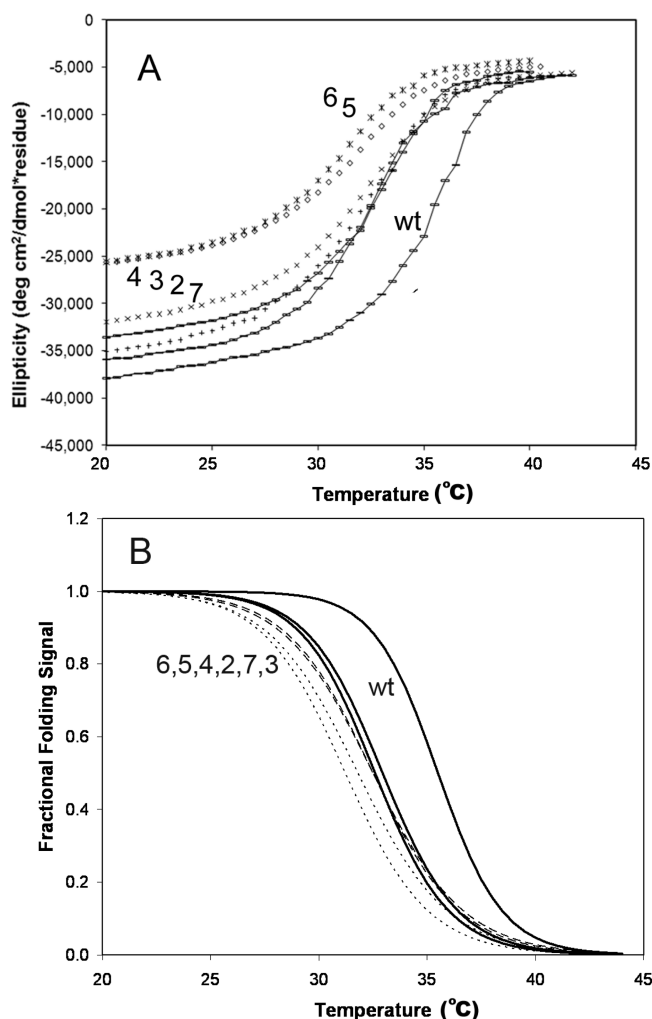 A
0
-5,000
-10,000
-15,000
-20,000
-25,000
-30,000
-35,000
-40,000
-45,000
Ellipticity (deg cm²/dmol*residue)
6 5
wt
4 3 2 7
20 25 30 35 40 45
Temperature (°C)
B
1.2
1.0
0.8
0.6
0.4
0.2
0.0
Fractional Folding Signal
6,5,4,2,7,3
wt
20 25 30 35 40 45
Temperature (°C)